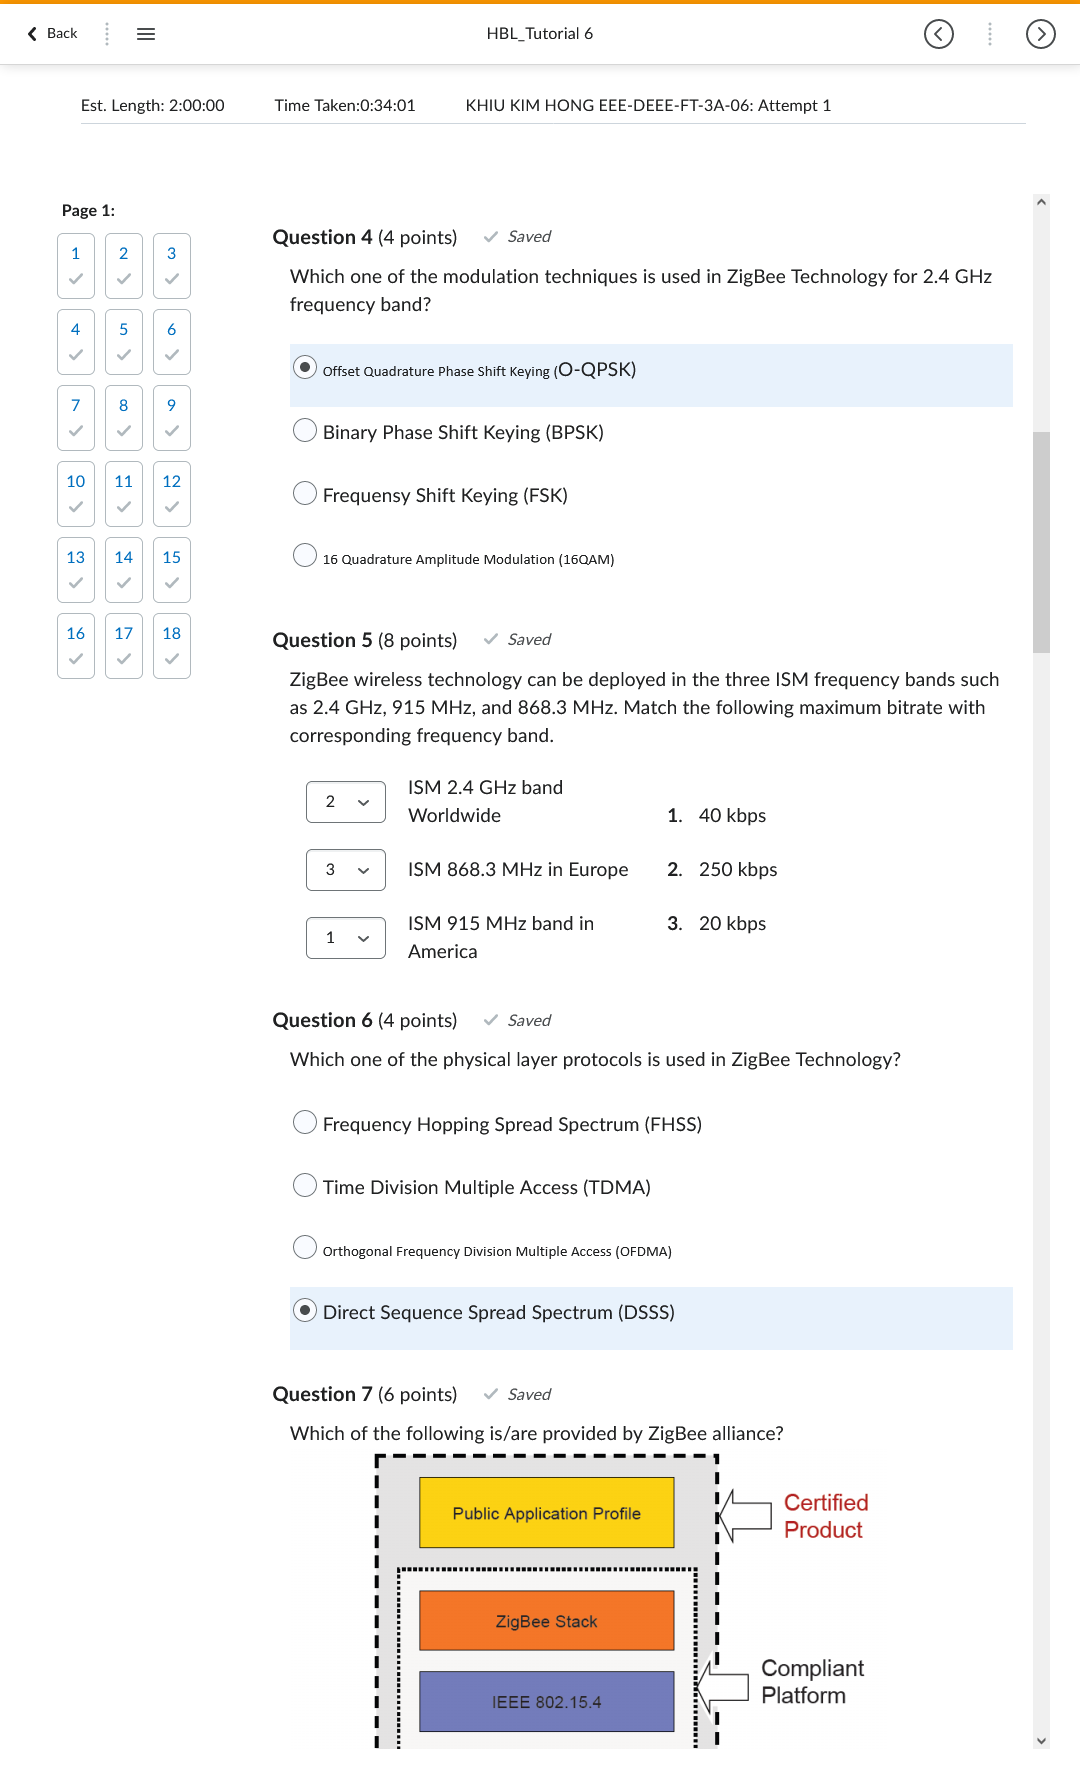 Back
HBL_Tutorial 6
Est. Length: 2:00:00 Time Taken:0:34:01 KHIU KIM HONG EEE-DEEE-FT-3A-06: Attempt 1
Page 1:
1 2 3
4 5 6
7 8 9
10 11 12
13 14 15
16 17 18
Question 4 (4 points) Saved
Which one of the modulation techniques is used in ZigBee Technology for 2.4 GHz
frequency band?
Offset Quadrature Phase Shift Keying (O-QPSK)
Binary Phase Shift Keying (BPSK)
Frequensy Shift Keying (FSK)
16 Quadrature Amplitude Modulation (16QAM)
Question 5 (8 points) Saved
ZigBee wireless technology can be deployed in the three ISM frequency bands such
as 2.4 GHz, 915 MHz, and 868.3 MHz. Match the following maximum bitrate with
corresponding frequency band.
2 ISM 2.4 GHz band
Worldwide
3 ISM 868.3 MHz in Europe
1 ISM 915 MHz band in
America
1. 40 kbps
2. 250 kbps
3. 20 kbps
Question 6 (4 points) Saved
Which one of the physical layer protocols is used in ZigBee Technology?
Frequency Hopping Spread Spectrum (FHSS)
Time Division Multiple Access (TDMA)
Orthogonal Frequency Division Multiple Access (OFDMA)
Direct Sequence Spread Spectrum (DSSS)
Question 7 (6 points) Saved
Which of the following is/are provided by ZigBee alliance?
Public Application Profile
Certified
Product
ZigBee Stack
IEEE 802.15.4
Compliant
Platform